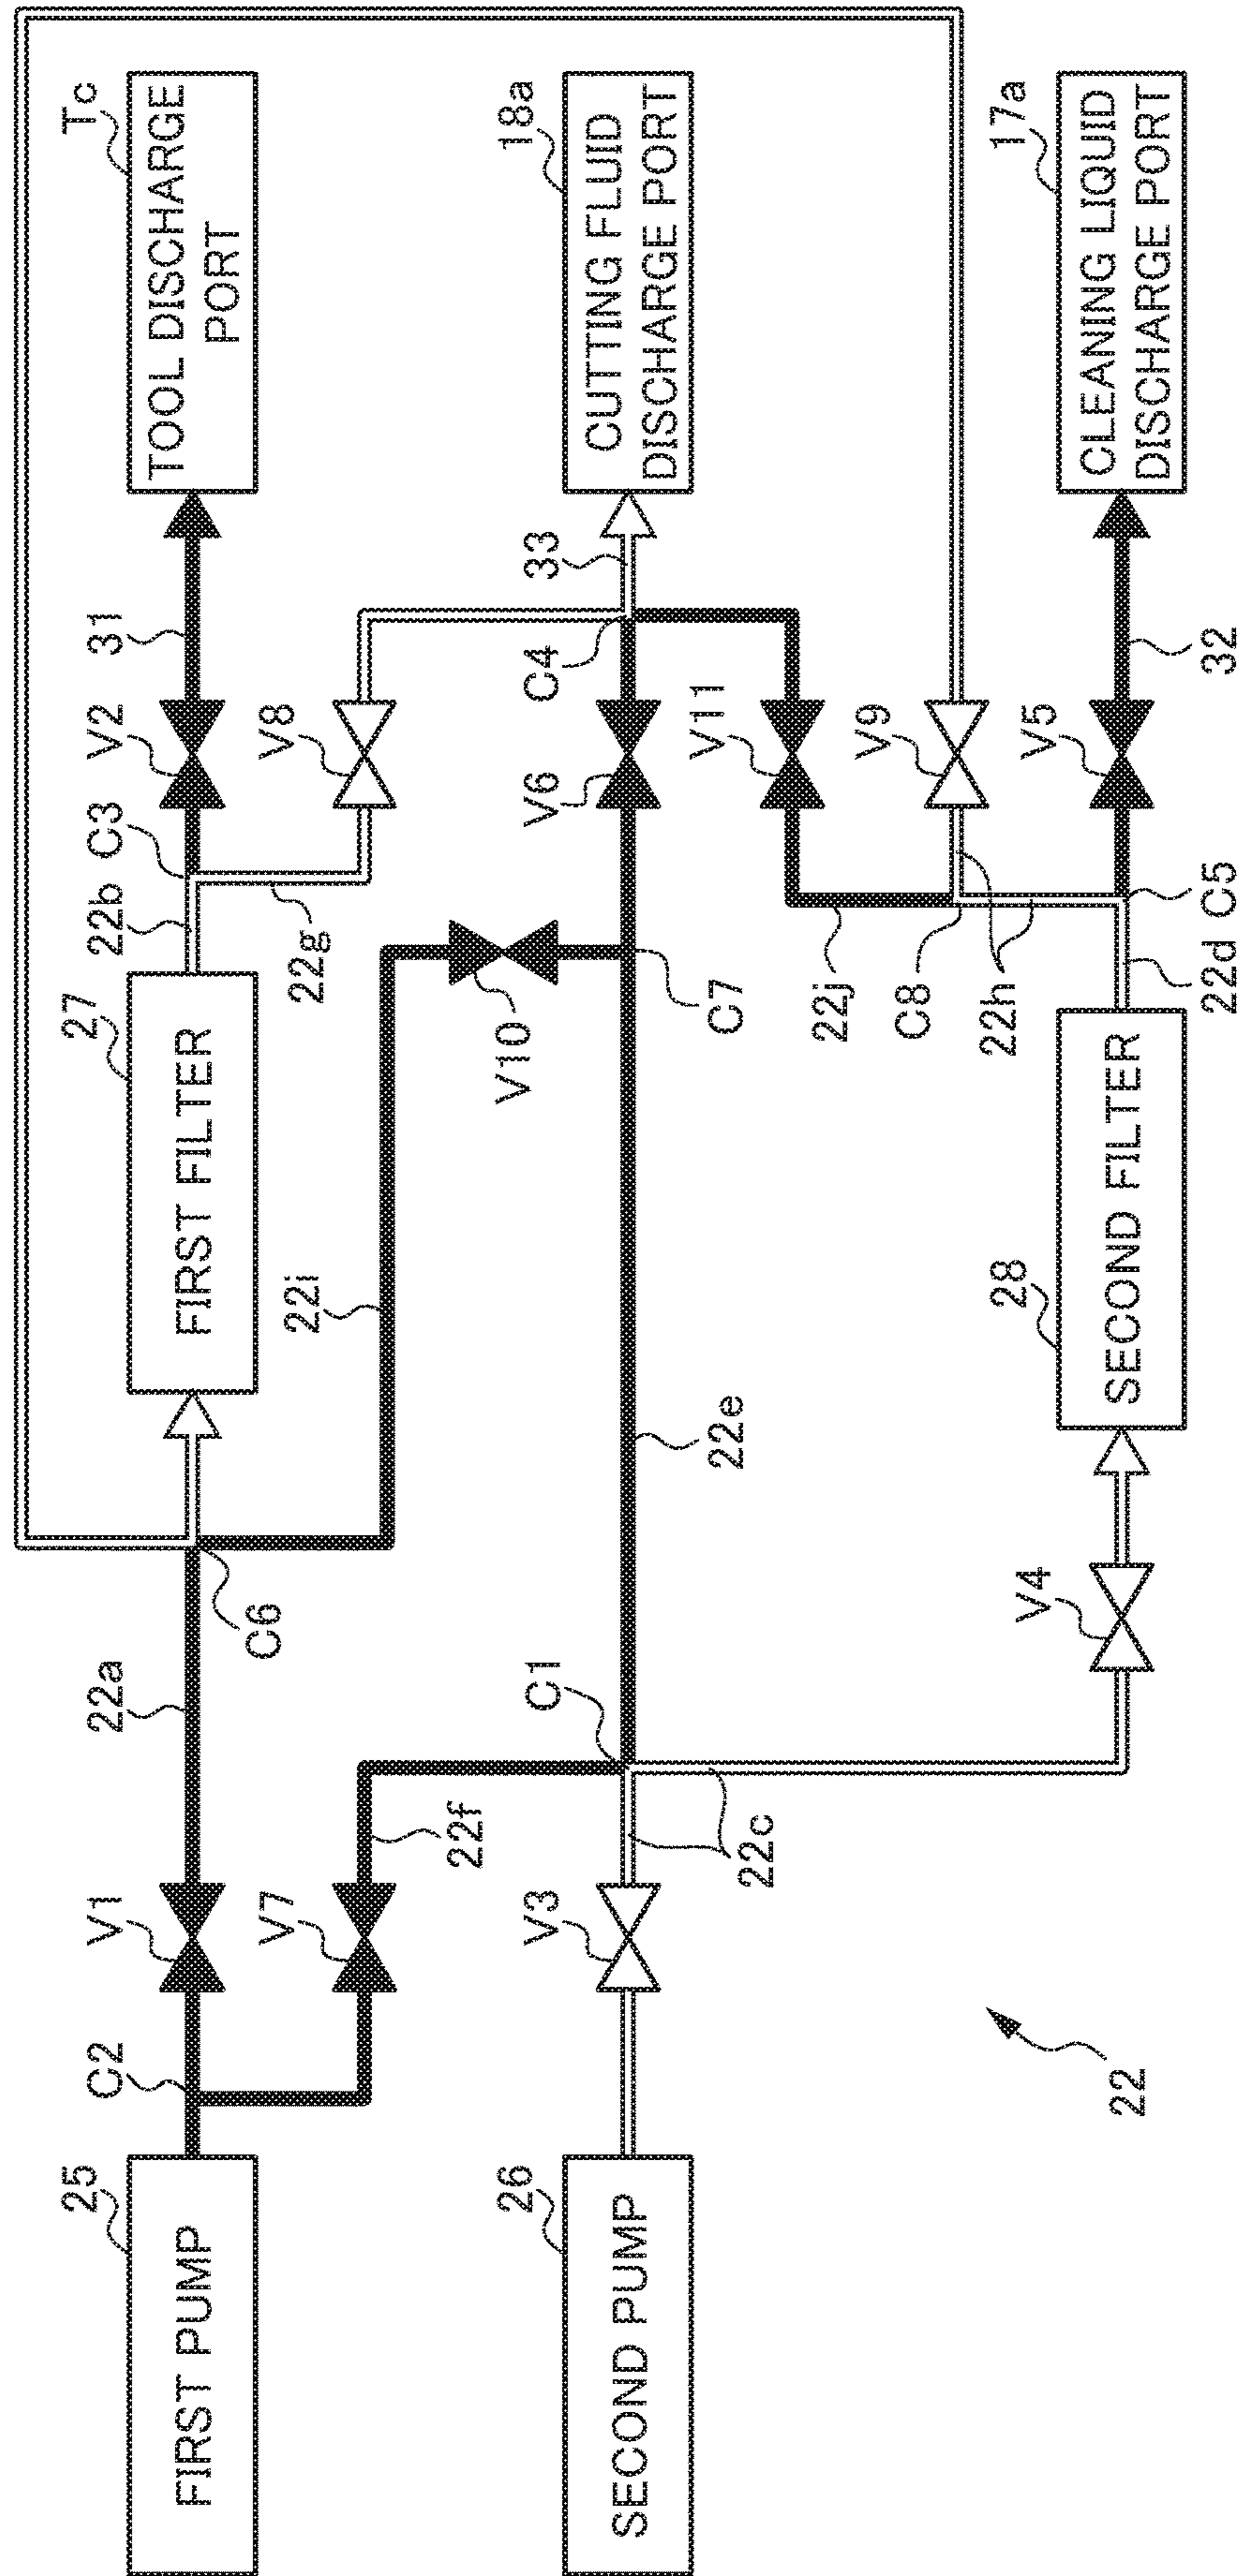 Tc
TOOL DISCHARGE
PORT
18a
CUTTING FLUID
DISCHARGE PORT
17a
CLEANING LIQUID
DISCHARGE PORT
31
V2
C3
22b
27
FIRST FILTER
V8
22g
33
C4
V6
V11
V9
V5
32
C5
22d
22h
C8
22j
C7
V10
22i
22e
28
SECOND FILTER
V4
C6
22a
C1
22f
22c
V1
V7
V3
C2
25
FIRST PUMP
26
SECOND PUMP
22